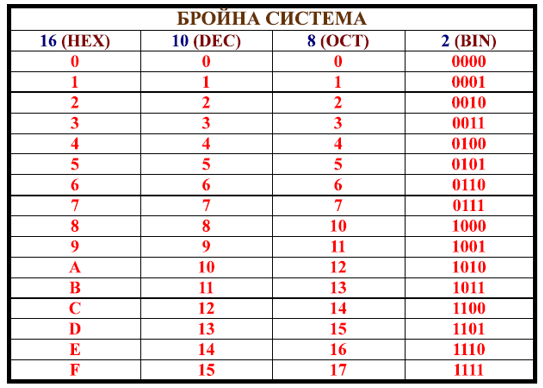 БРОЙНА СИСТЕМА
16 (HEX) 10 (DEC) 8 (OCT) 2 (BIN)
0 0 0 0000
1 1 1 0001
2 2 2 0010
3 3 3 0011
4 4 4 0100
5 5 5 0101
6 6 6 0110
7 7 7 0111
8 8 10 1000
9 9 11 1001
A 10 12 1010
B 11 13 1011
C 12 14 1100
D 13 15 1101
E 14 16 1110
F 15 17 1111